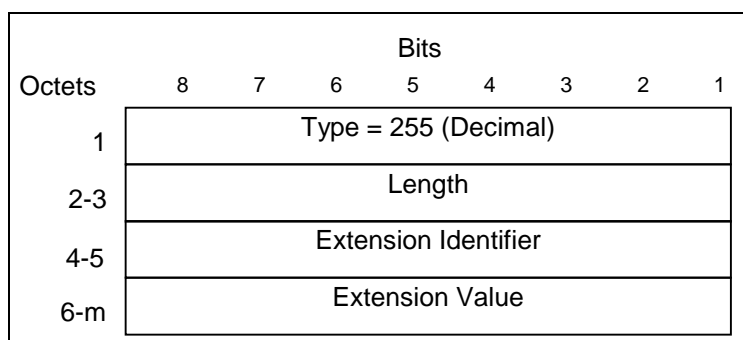 Bits
Octets 8 7 6 5 4 3 2 1
1 Type = 255 (Decimal)
2-3 Length
4-5 Extension Identifier
6-m Extension Value